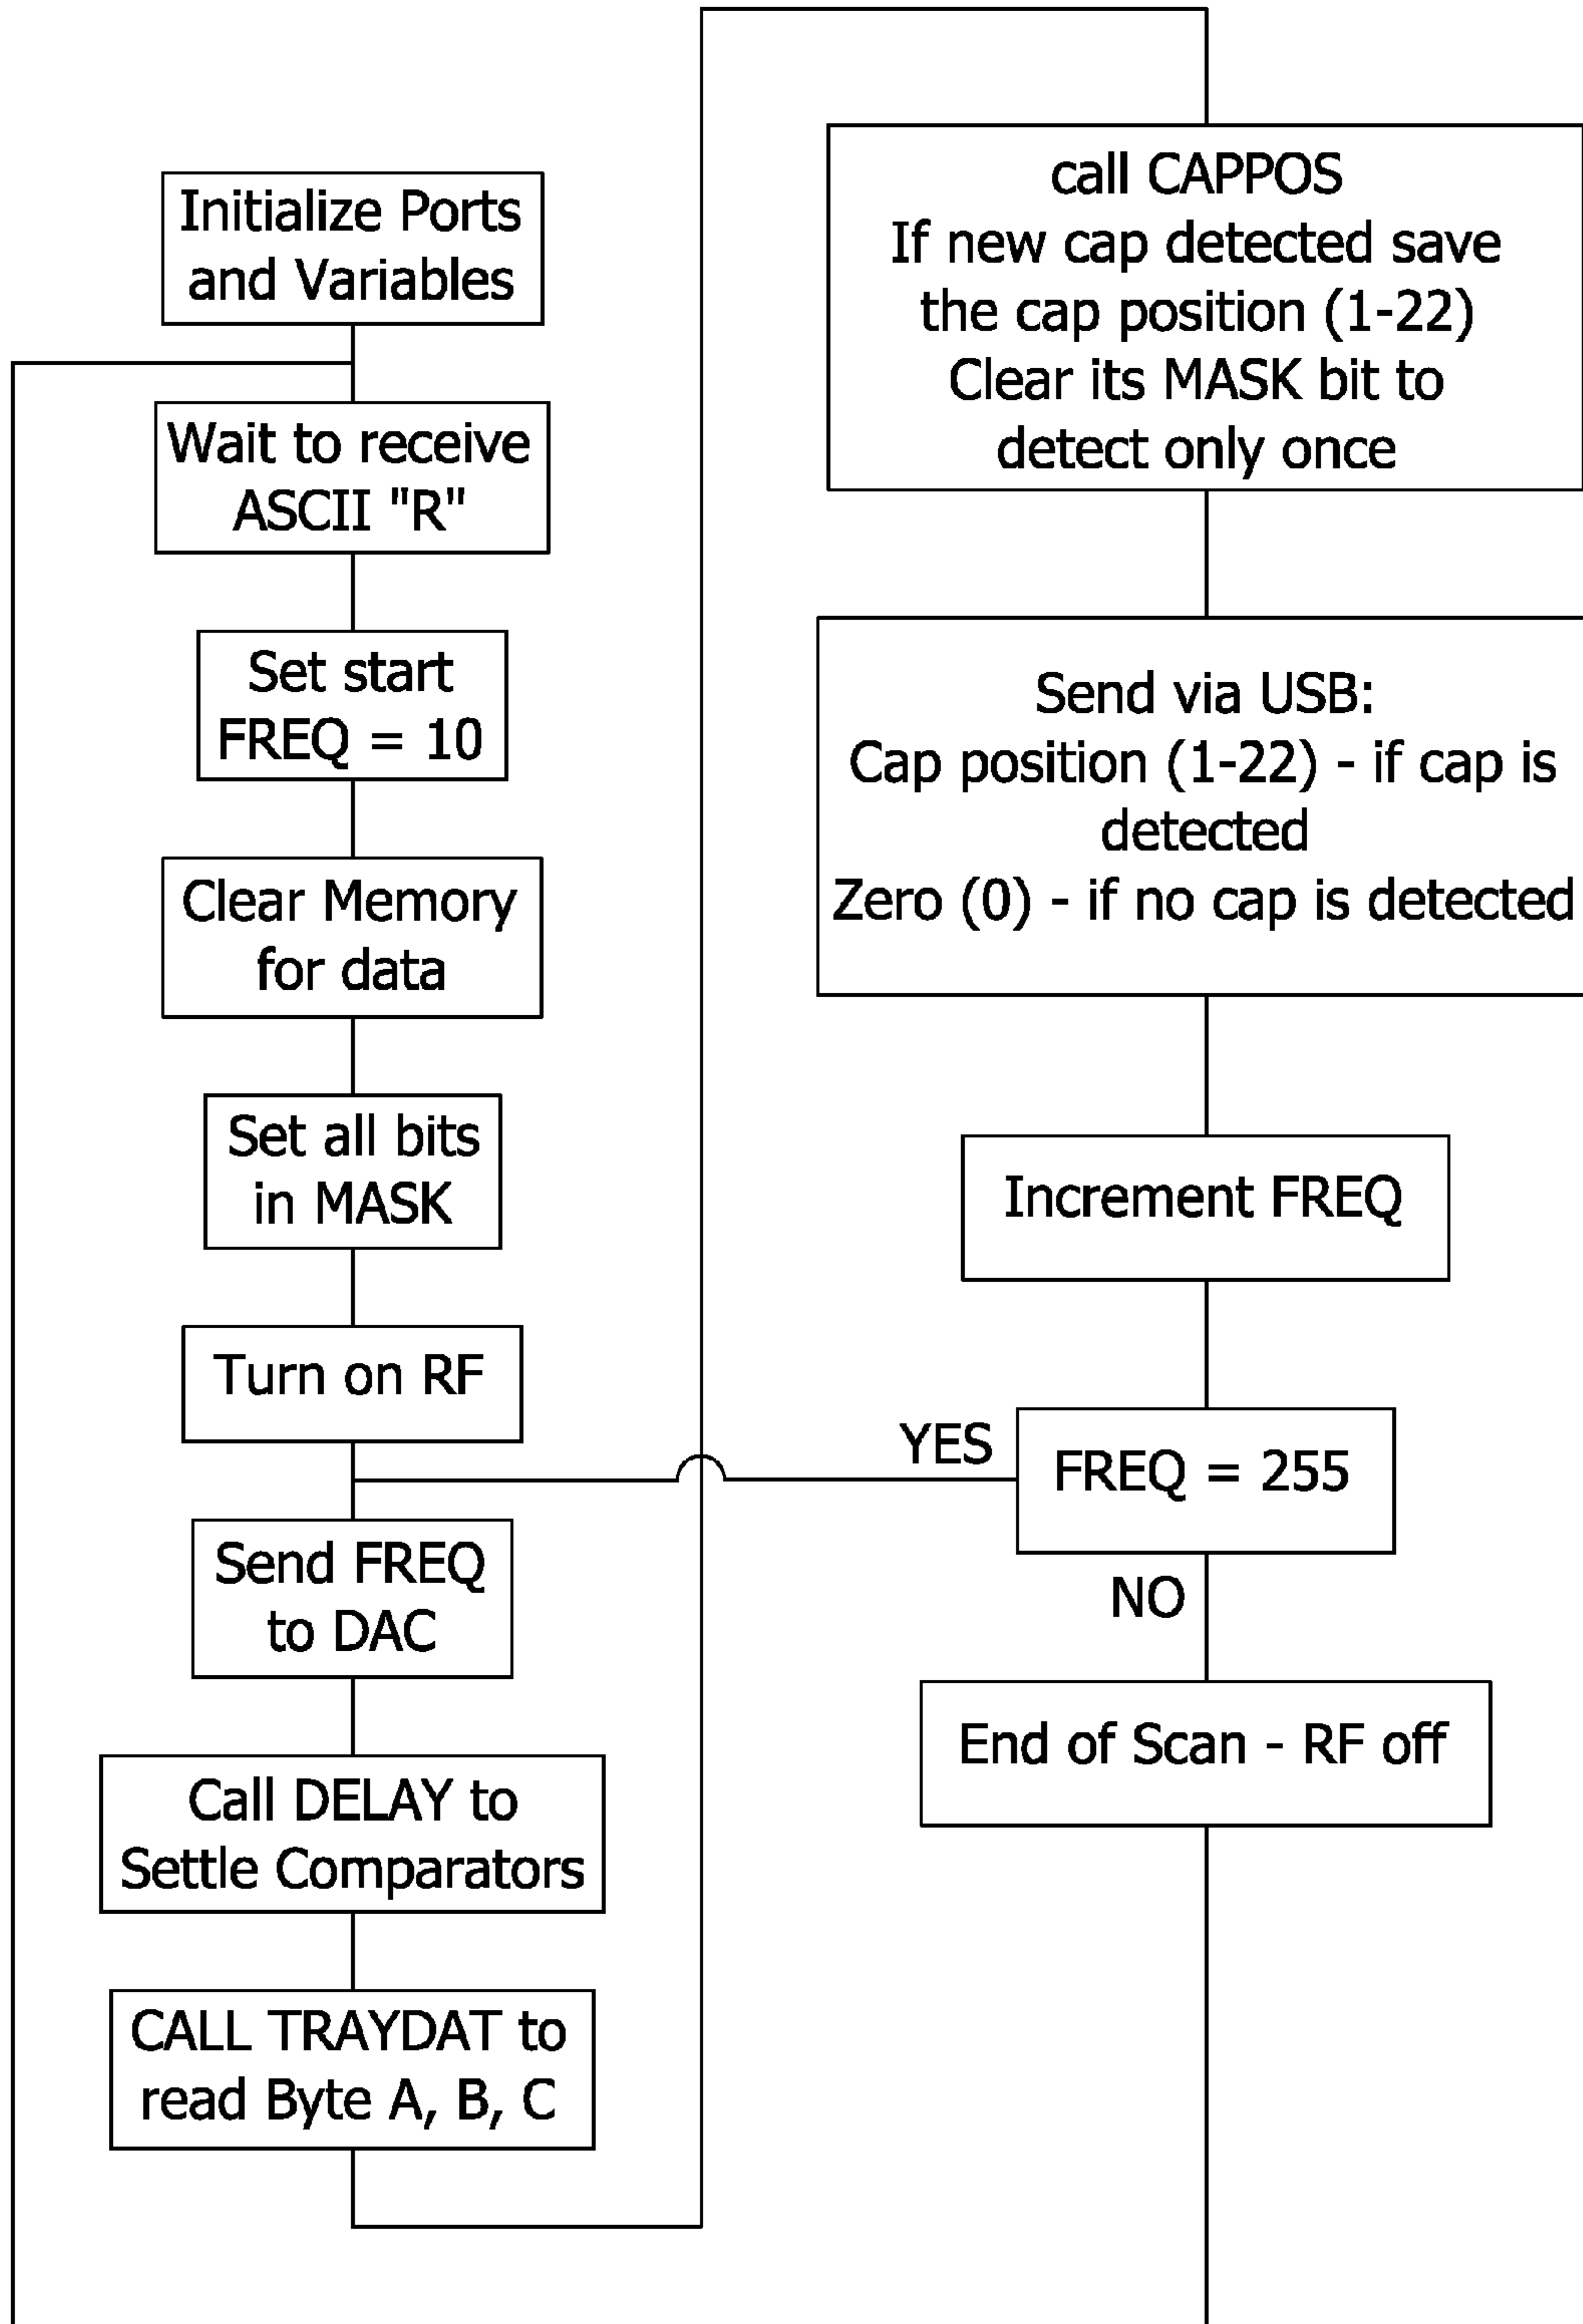 Initialize Ports
and Variables
Wait to receive
ASCII "R"
Set start
FREQ = 10
Clear Memory
for data
Set all bits
in MASK
Turn on RF
Send FREQ
to DAC
Call DELAY to
Settle Comparators
CALL TRAYDAT to
read Byte A, B, C
call CAPPOS
If new cap detected save
the cap position (1-22)
Clear its MASK bit to
detect only once
Send via USB:
Cap position (1-22) - if cap is
detected
Zero (0) - if no cap is detected
Increment FREQ
YES
FREQ = 255
NO
End of Scan - RF off